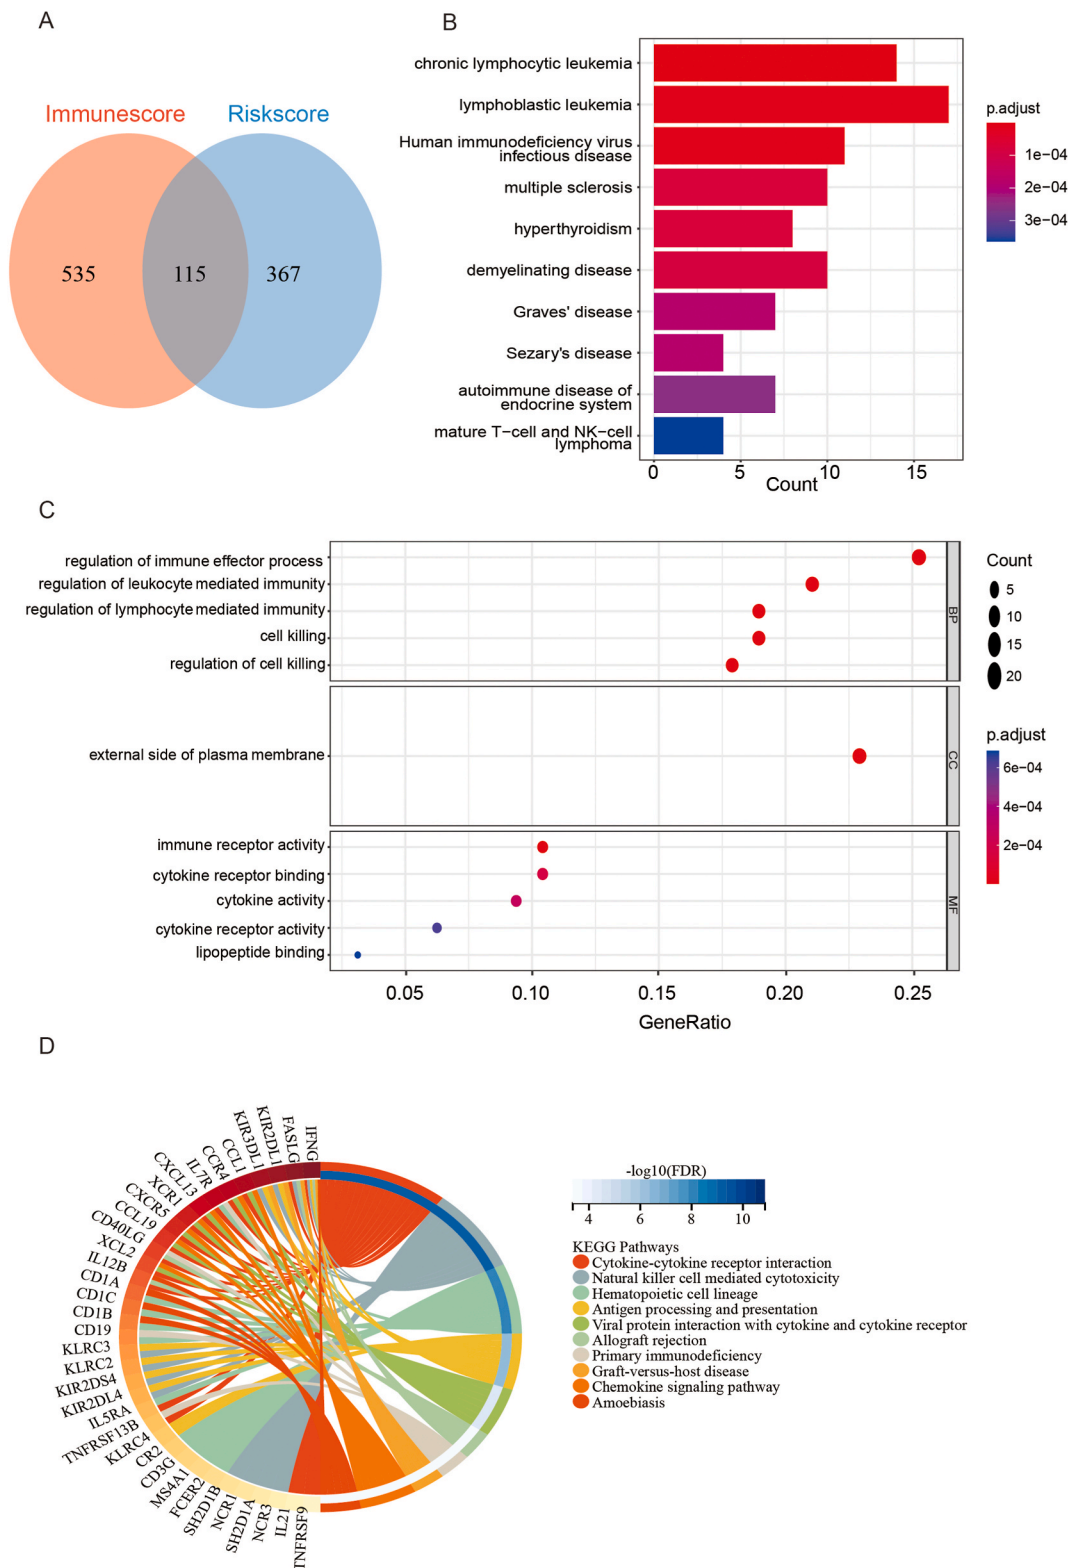 A
B
Immunescore
Riskscore
535
115
367
chronic lymphocytic leukemia
lymphoblastic leukemia
Human immunodeficiency virus
infectious disease
multiple sclerosis
hyperthyroidism
demyelinating disease
Graves' disease
Sezary's disease
autoimmune disease of
endocrine system
mature T−cell and NK−cell
lymphoma
0
5
10
15
Count
p.adjust
1e−04
2e−04
3e−04
C
regulation of immune effector process
regulation of leukocyte mediated immunity
regulation of lymphocyte mediated immunity
cell killing
regulation of cell killing
BP
external side of plasma membrane
CC
immune receptor activity
cytokine receptor binding
cytokine activity
cytokine receptor activity
lipopeptide binding
MF
0.05
0.10
0.15
0.20
0.25
GeneRatio
Count
5
10
15
20
p.adjust
6e−04
4e−04
2e−04
D
IFNG
FASLG
KIR2DL1
KIR3DL1
CCL1
CCR4
IL7R
CXCL13
XCR1
CXCR5
CCL19
CD40LG
XCL2
IL12B
CD1A
CD1C
CD1B
CD19
KLRC3
KLRC2
KIR2DS4
KIR2DL4
IL5RA
TNFRSF13B
KLRC4
CR2
CD3G
MS4A1
FCER2
SH2D1B
NCR1
SH2D1A
NCR3
IL21
TNFRSF9
-log10(FDR)
4
6
8
10
KEGG Pathways
Cytokine-cytokine receptor interaction
Natural killer cell mediated cytotoxicity
Hematopoietic cell lineage
Antigen processing and presentation
Viral protein interaction with cytokine and cytokine receptor
Allograft rejection
Primary immunodeficiency
Graft-versus-host disease
Chemokine signaling pathway
Amoebiasis